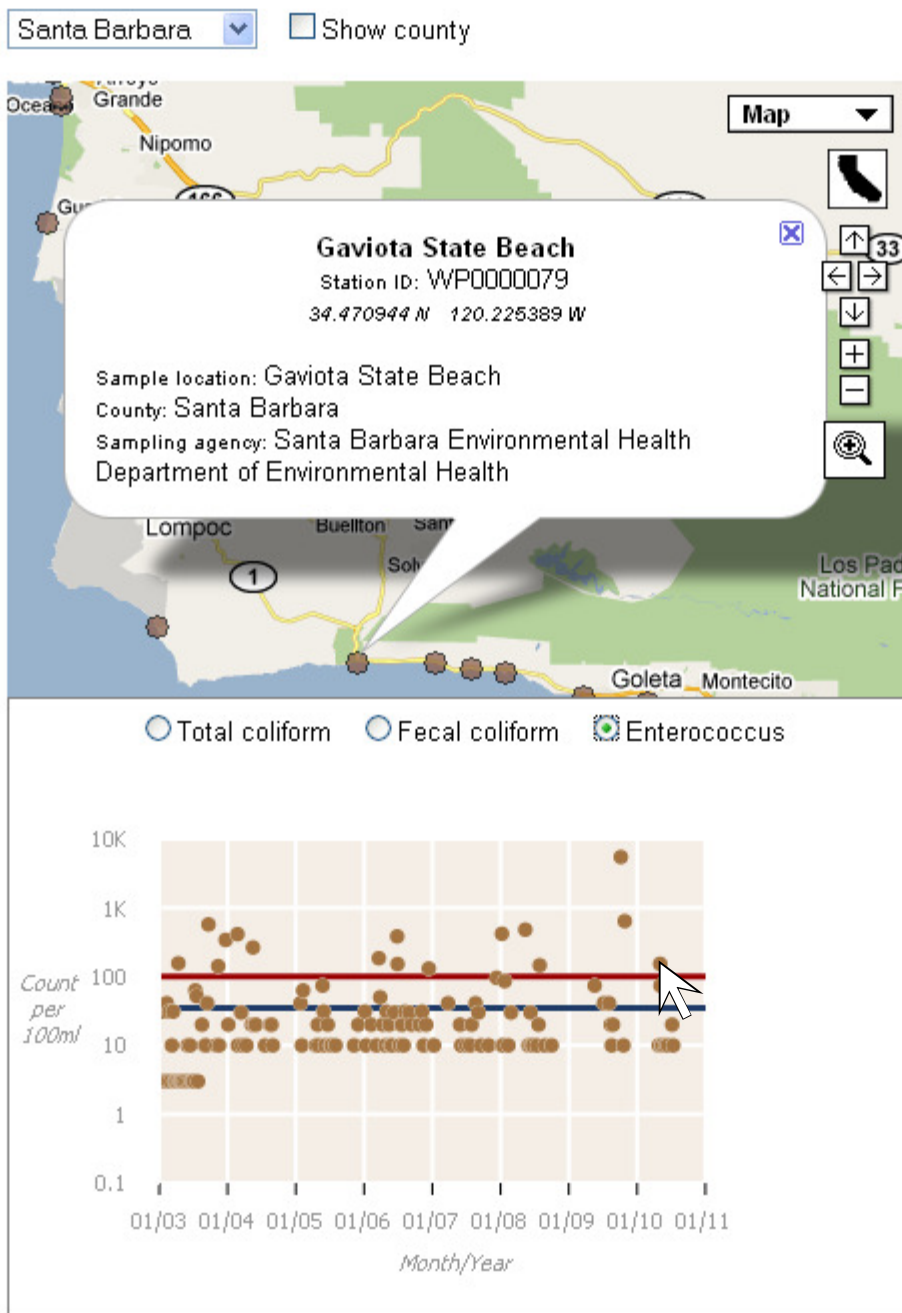 Santa Barbara
Show county
Grande
Nipomo
Map
166
33
Gaviota State Beach
Station ID: WP0000079
34.470944 N 120.225389 W
Sample location: Gaviota State Beach
County: Santa Barbara
Sampling agency: Santa Barbara Environmental Health
Department of Environmental Health
Lompoc
Buellton
1
Los Pad
National F
Goleta
Montecito
Total coliform
Fecal coliform
Enterococcus
10K
1K
100
10
1
0.1
Count
per
100ml
01/03 01/04 01/05 01/06 01/07 01/08 01/09 01/10 01/11
Month/Year